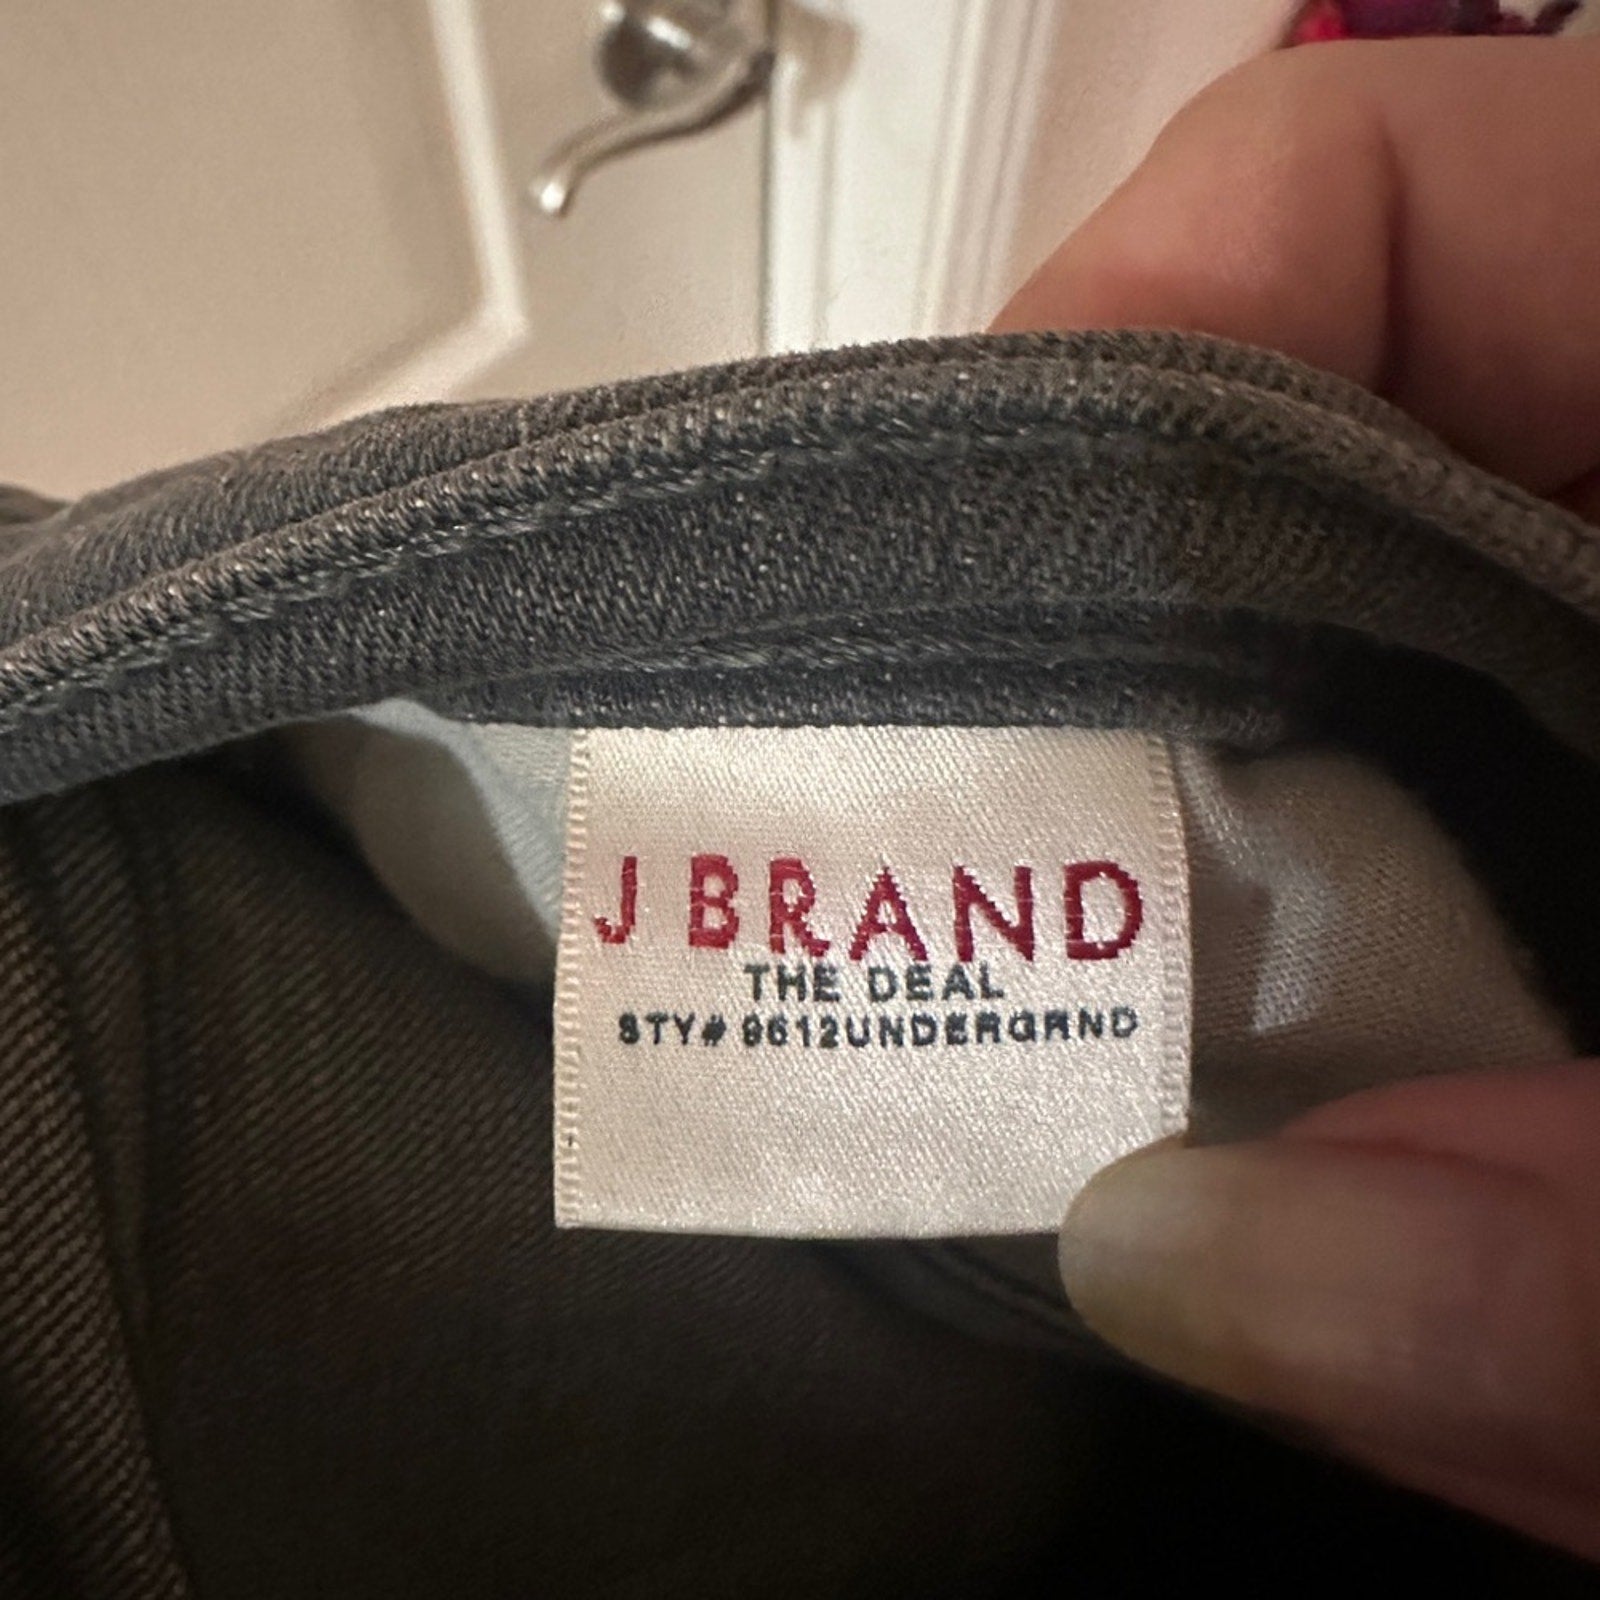 J BRAND
THE DEAL
STY# 9612UNDERGRND